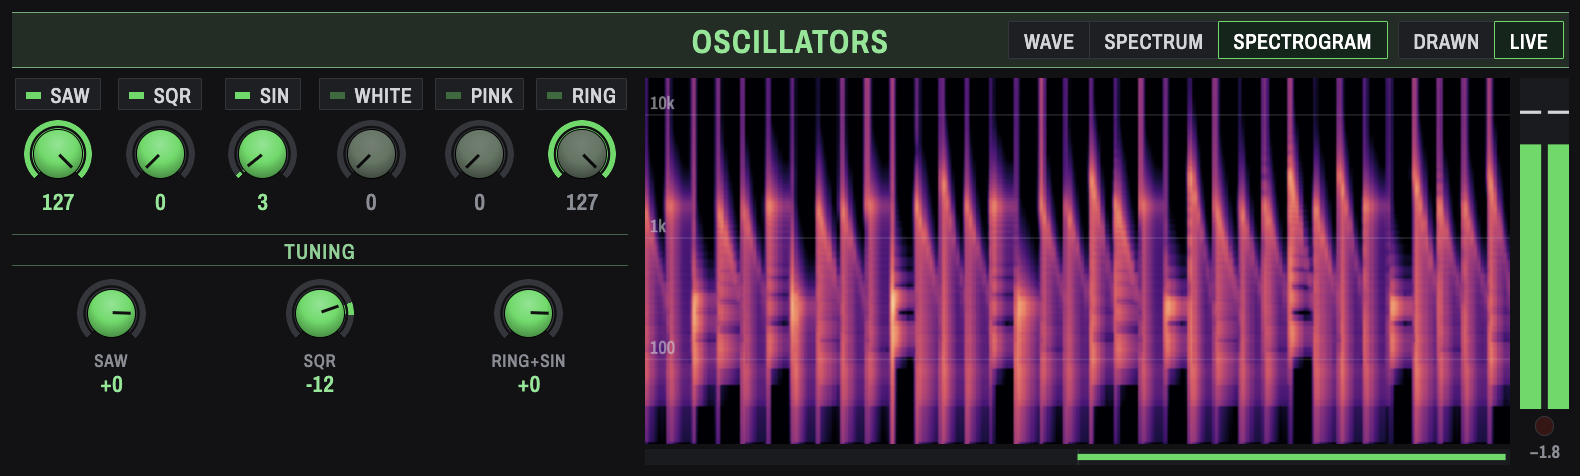 OSCILLATORS
WAVE SPECTRUM SPECTROGRAM DRAWN LIVE
SAW SQR SIN WHITE PINK RING
127 0 3 0 0 127
TUNING
SAW SQR RING+SIN
+0 -12 +0
10k
1k
100
−1.8